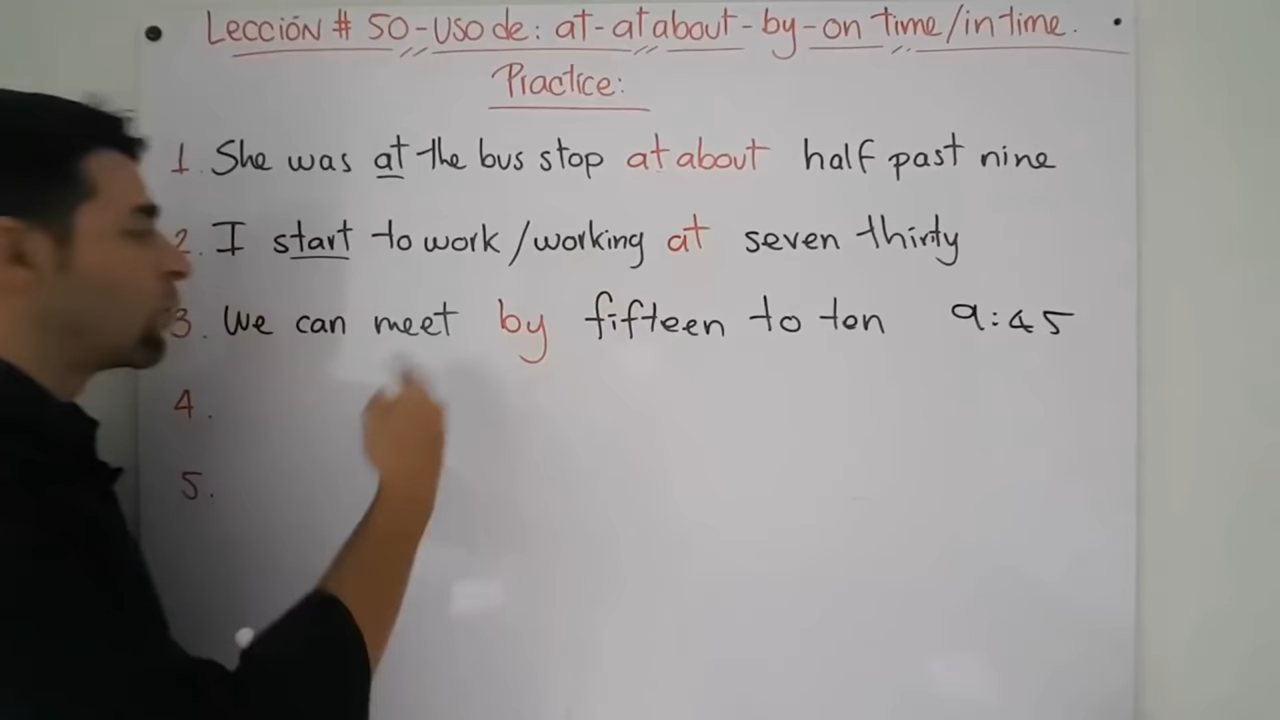 • Lección # 50 - Uso de: at - at about - by - on time / in time. •
Practice:
1. She was at the bus stop at about half past nine
2. I start to work / working at seven thirty
3. We can meet by fifteen to ten 9:45
4.
5.